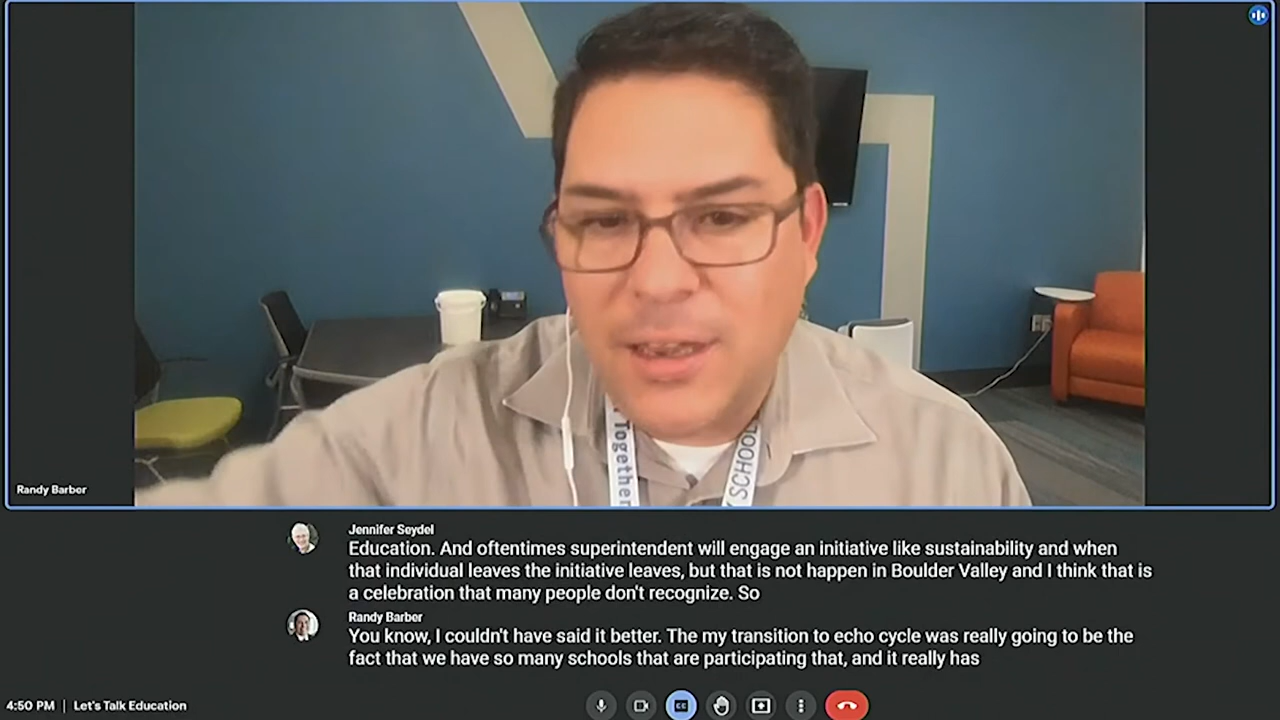 Together
SCHOOL
Randy Barber
Jennifer Seydel
Education. And oftentimes superintendent will engage an initiative like sustainability and when
that individual leaves the initiative leaves, but that is not happen in Boulder Valley and I think that is
a celebration that many people don't recognize. So
Randy Barber
You know, I couldn't have said it better. The my transition to echo cycle was really going to be the
fact that we have so many schools that are participating that, and it really has
4:50 PM | Let's Talk Education